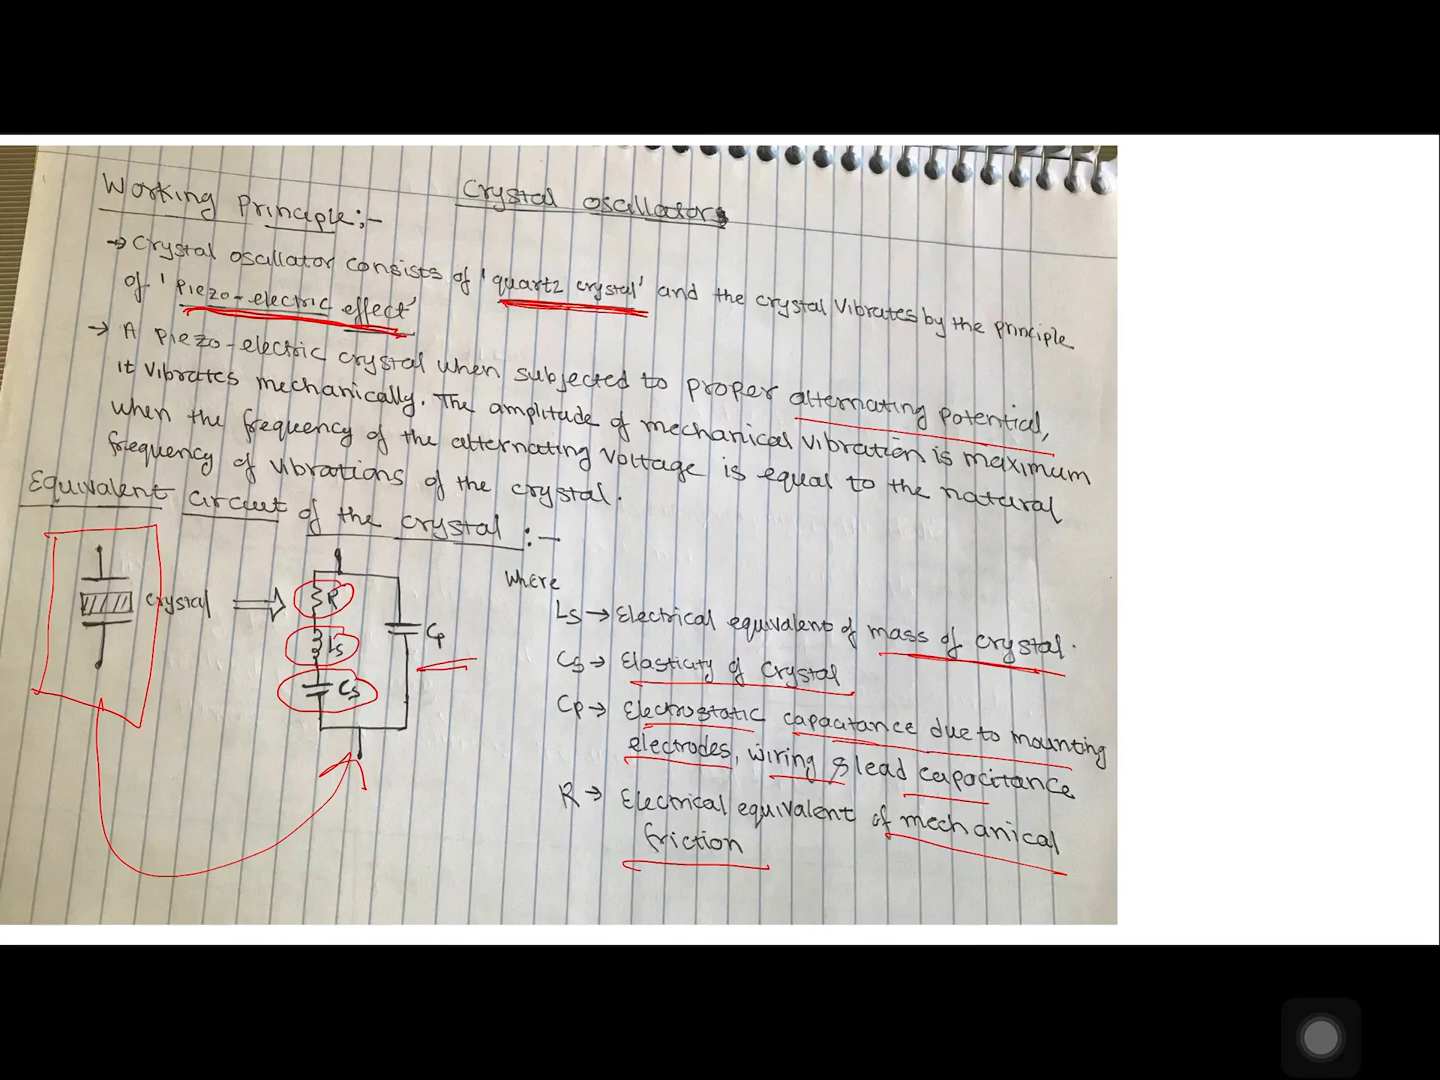 Crystal oscillators
Working Principle:-
→ Crystal oscillator consists of 'quartz crystal' and the crystal vibrates by the principle
of 'Piezo-electric effect'
→ A Piezo-electric crystal when subjected to proper alternating potential,
it vibrates mechanically. The amplitude of mechanical vibration is maximum
when the frequency of the alternating voltage is equal to the natural
frequency of vibrations of the crystal.
Equivalent circuit of the crystal :-
crystal
R
Ls
Cs
Cp
where
Ls → Electrical equivalent of mass of crystal.
Cs → Elasticity of crystal
Cp → Electrostatic capacitance due to mounting
electrodes, wiring & lead capacitance
R → Electrical equivalent of mechanical
friction